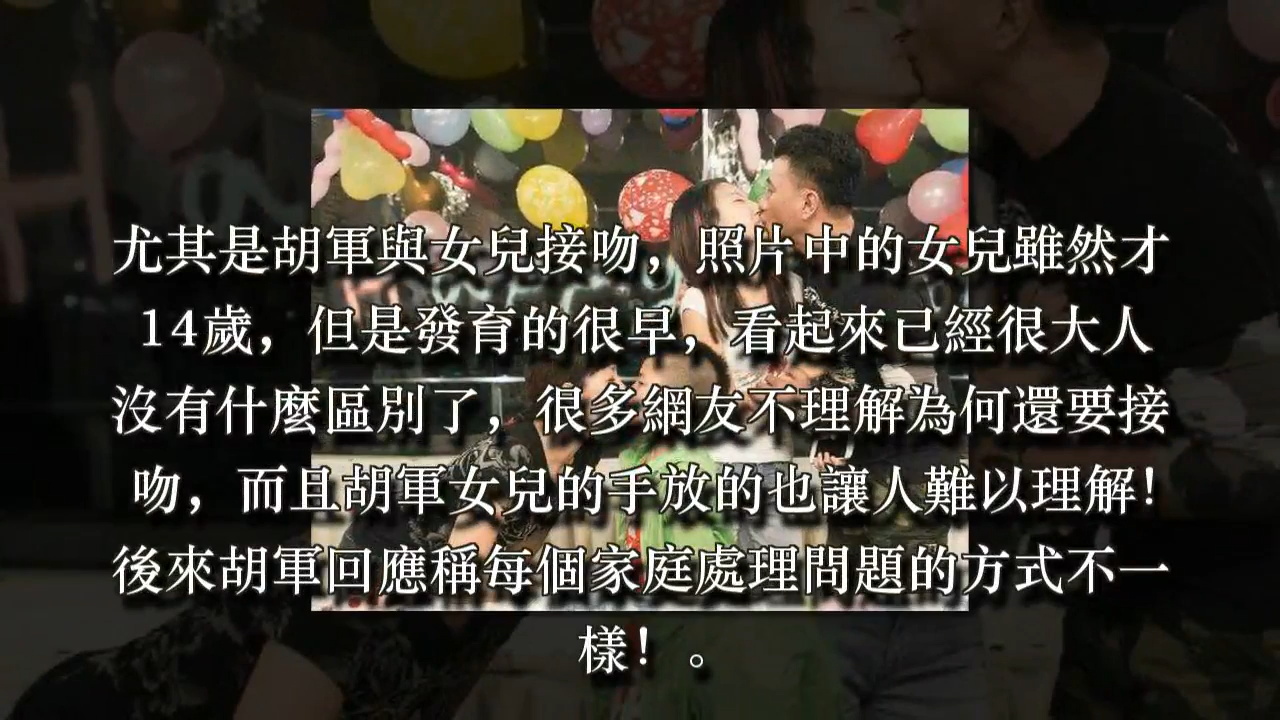 尤其是胡軍與女兒接吻，照片中的女兒雖然才
14歲，但是發育的很早，看起來已經很大人
沒有什麼區別了，很多網友不理解為何還要接
吻，而且胡軍女兒的手放的也讓人難以理解！
後來胡軍回應稱每個家庭處理問題的方式不一
樣！。